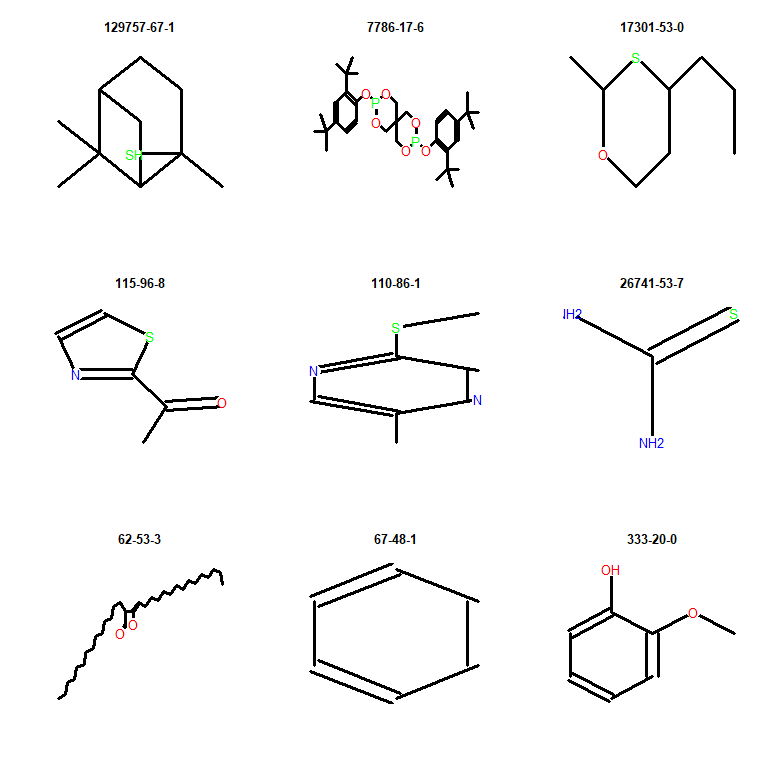 129757-67-1 7786-17-6 17301-53-0
SH
O P O O O P O O
S O
115-96-8 110-86-1 26741-53-7
S N O
S N N
NH2 S NH2
62-53-3 67-48-1 333-20-0
O O
OH O